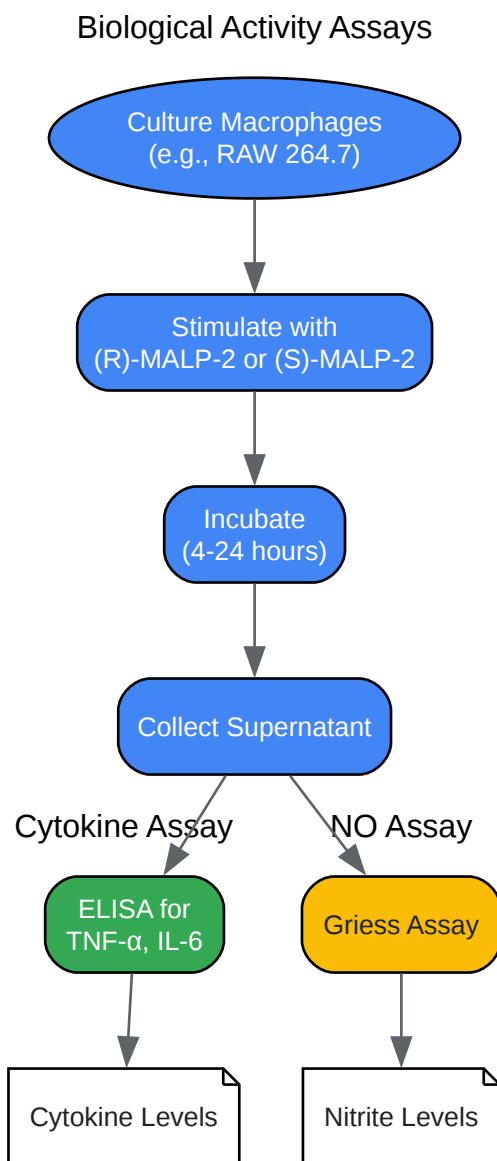 Biological Activity Assays
Culture Macrophages
(e.g., RAW 264.7)
Stimulate with
(R)-MALP-2 or (S)-MALP-2
Incubate
(4-24 hours)
Collect Supernatant
Cytokine Assay
NO Assay
ELISA for
TNF-α, IL-6
Griess Assay
Cytokine Levels
Nitrite Levels